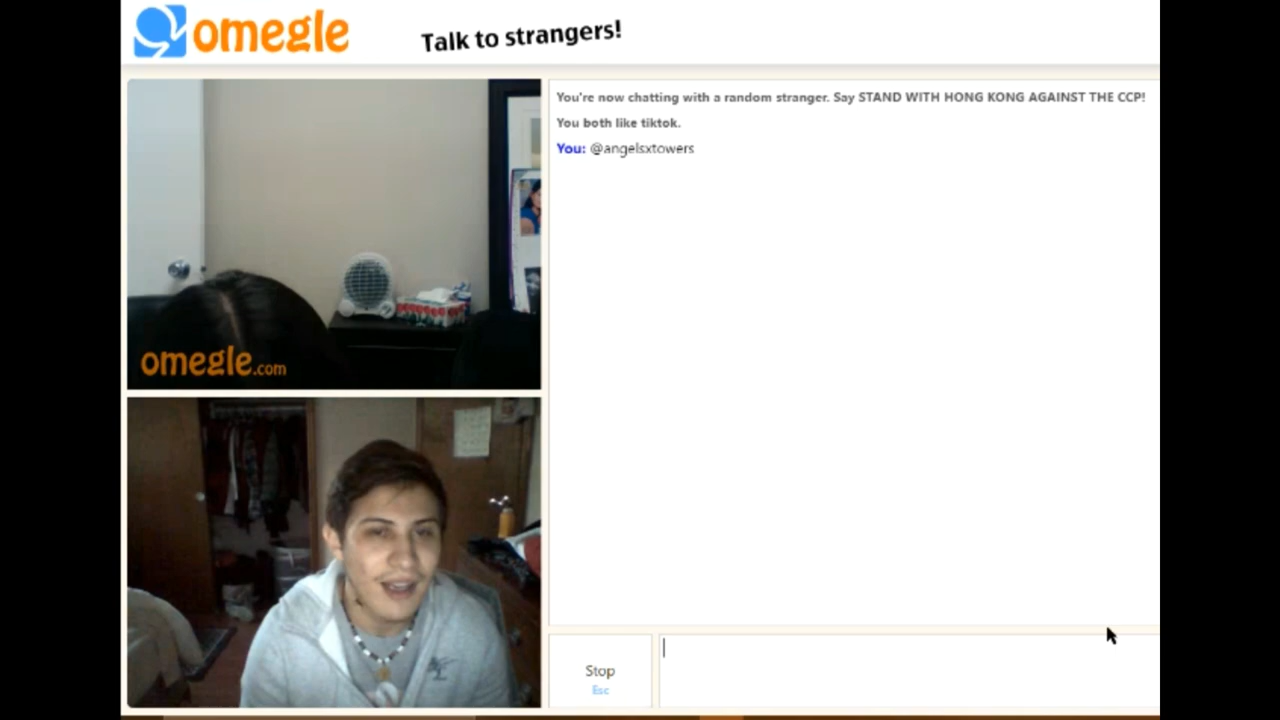 omegle
Talk to strangers!
You're now chatting with a random stranger. Say STAND WITH HONG KONG AGAINST THE CCP!
You both like tiktok.
You: @angelsxtowers
omegle.com
Stop
Esc